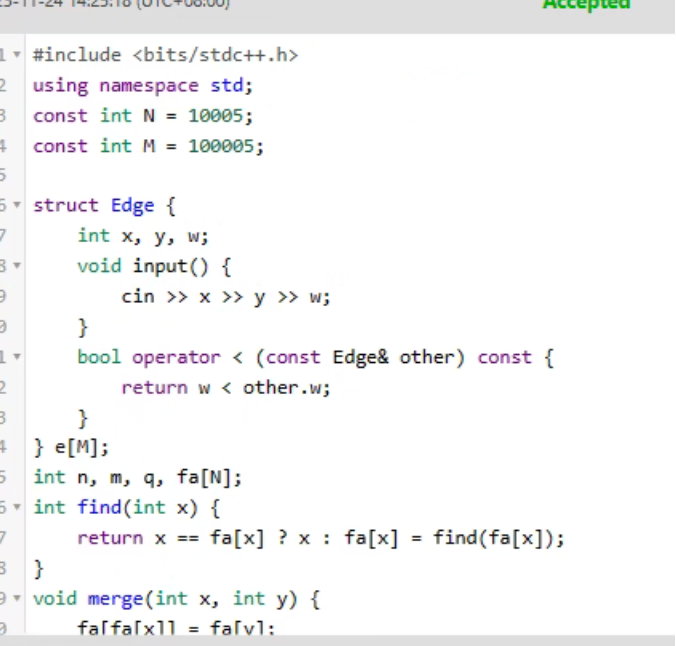 5-11-24 14:25:18 (UTC+08:00) Accepted
1 #include <bits/stdc++.h>
2 using namespace std;
3 const int N = 10005;
4 const int M = 100005;
5
6 struct Edge {
7     int x, y, w;
8     void input() {
9         cin >> x >> y >> w;
0     }
1     bool operator < (const Edge& other) const {
2         return w < other.w;
3     }
4 } e[M];
5 int n, m, q, fa[N];
6 int find(int x) {
7     return x == fa[x] ? x : fa[x] = find(fa[x]);
8 }
9 void merge(int x, int y) {
0     fa[fa[x]] = fa[y];